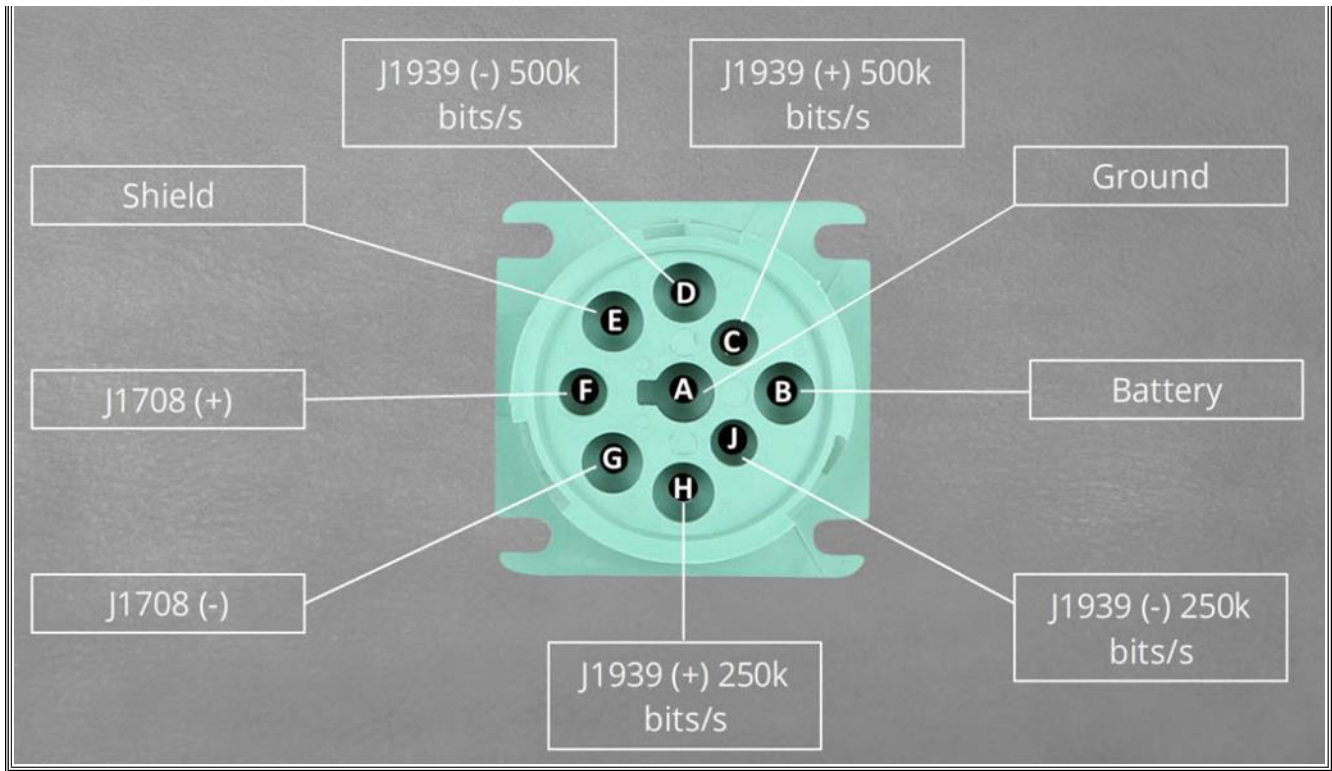 J1939 (-) 500k
bits/s
J1939 (+) 500k
bits/s
Shield
Ground
D
E
C
F
A
B
J1708 (+)
Battery
J
G
H
J1708 (-)
J1939 (-) 250k
bits/s
J1939 (+) 250k
bits/s